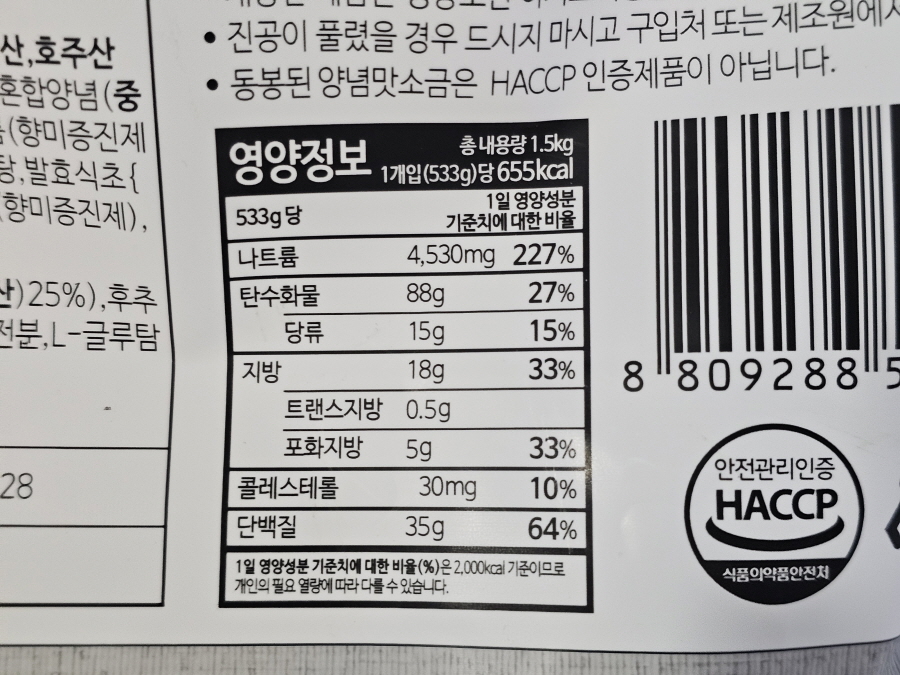 • 진공이 풀렸을 경우 드시지 마시고 구입처 또는 제조원에서
• 동봉된 양념맛소금은 HACCP 인증제품이 아닙니다.
산,호주산
혼합양념(중
(향미증진제
탕,발효식초{
향미증진제),
산)25%),후추
전분,L-글루탐
-
28
영양정보
총 내용량 1.5kg
1개입(533g)당 655kcal
533g당
1일 영양성분
기준치에 대한 비율
나트륨 4,530mg 227%
탄수화물 88g 27%
당류 15g 15%
지방 18g 33%
트랜스지방 0.5g
포화지방 5g 33%
콜레스테롤 30mg 10%
단백질 35g 64%
1일 영양성분 기준치에 대한 비율(%)은 2,000kcal 기준이므로
개인의 필요 열량에 따라 다를 수 있습니다.
8 809288 5
안전관리인증
HACCP
식품의약품안전처